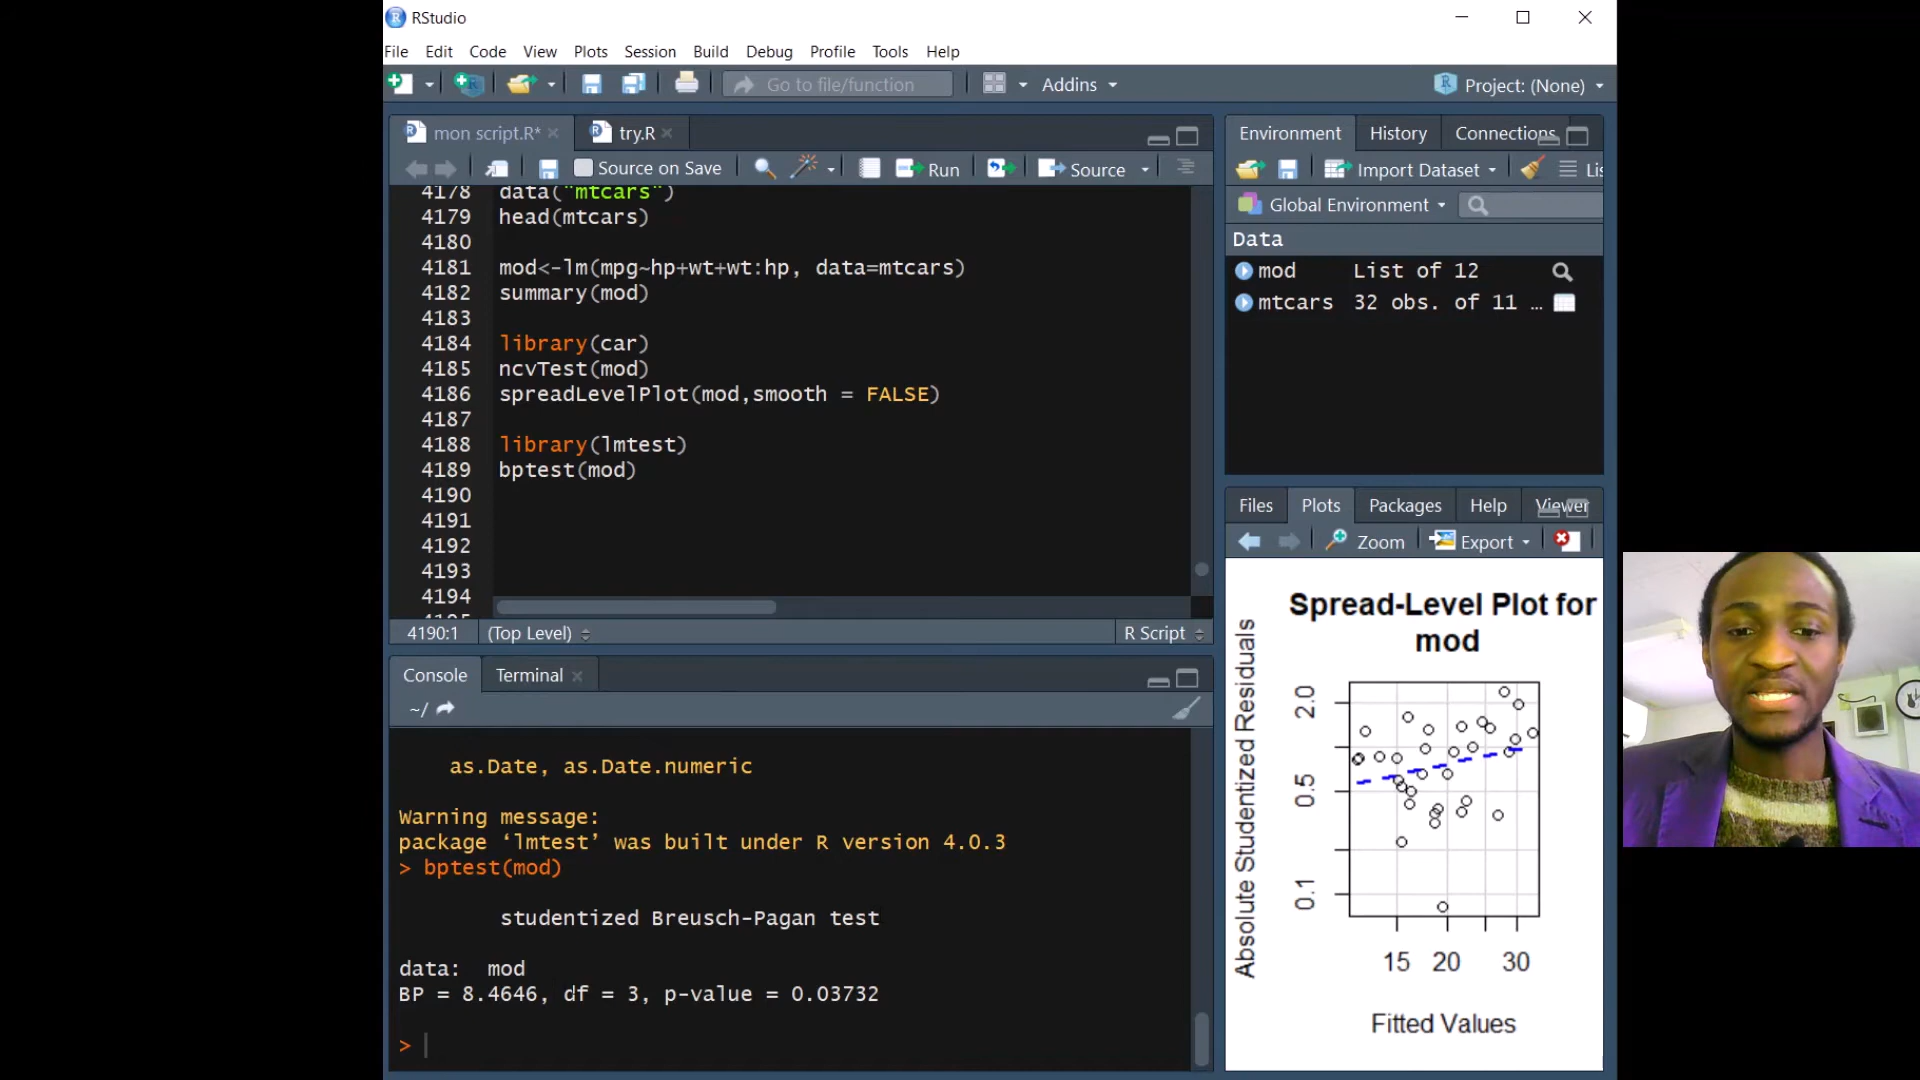 RStudio
File Edit Code View Plots Session Build Debug Profile Tools Help
Go to file/function Addins Project: (None)
mon script.R* try.R
Source on Save Run Source
4178 data("mtcars")
4179 head(mtcars)
4180
4181 mod<-lm(mpg~hp+wt+wt:hp, data=mtcars)
4182 summary(mod)
4183
4184 library(car)
4185 ncvTest(mod)
4186 spreadLevelPlot(mod,smooth = FALSE)
4187
4188 library(lmtest)
4189 bptest(mod)
4190
4191
4192
4193
4194
4190:1 (Top Level) R Script
Console Terminal
~/
as.Date, as.Date.numeric
Warning message:
package ‘lmtest’ was built under R version 4.0.3
> bptest(mod)
studentized Breusch-Pagan test
data: mod
BP = 8.4646, df = 3, p-value = 0.03732
>
Environment History Connections
Import Dataset Lis
Global Environment
Data
mod List of 12
mtcars 32 obs. of 11 …
Files Plots Packages Help Viewer
Zoom Export
Spread-Level Plot for
mod
Absolute Studentized Residuals
2.0
0.5
0.1
15 20 30
Fitted Values